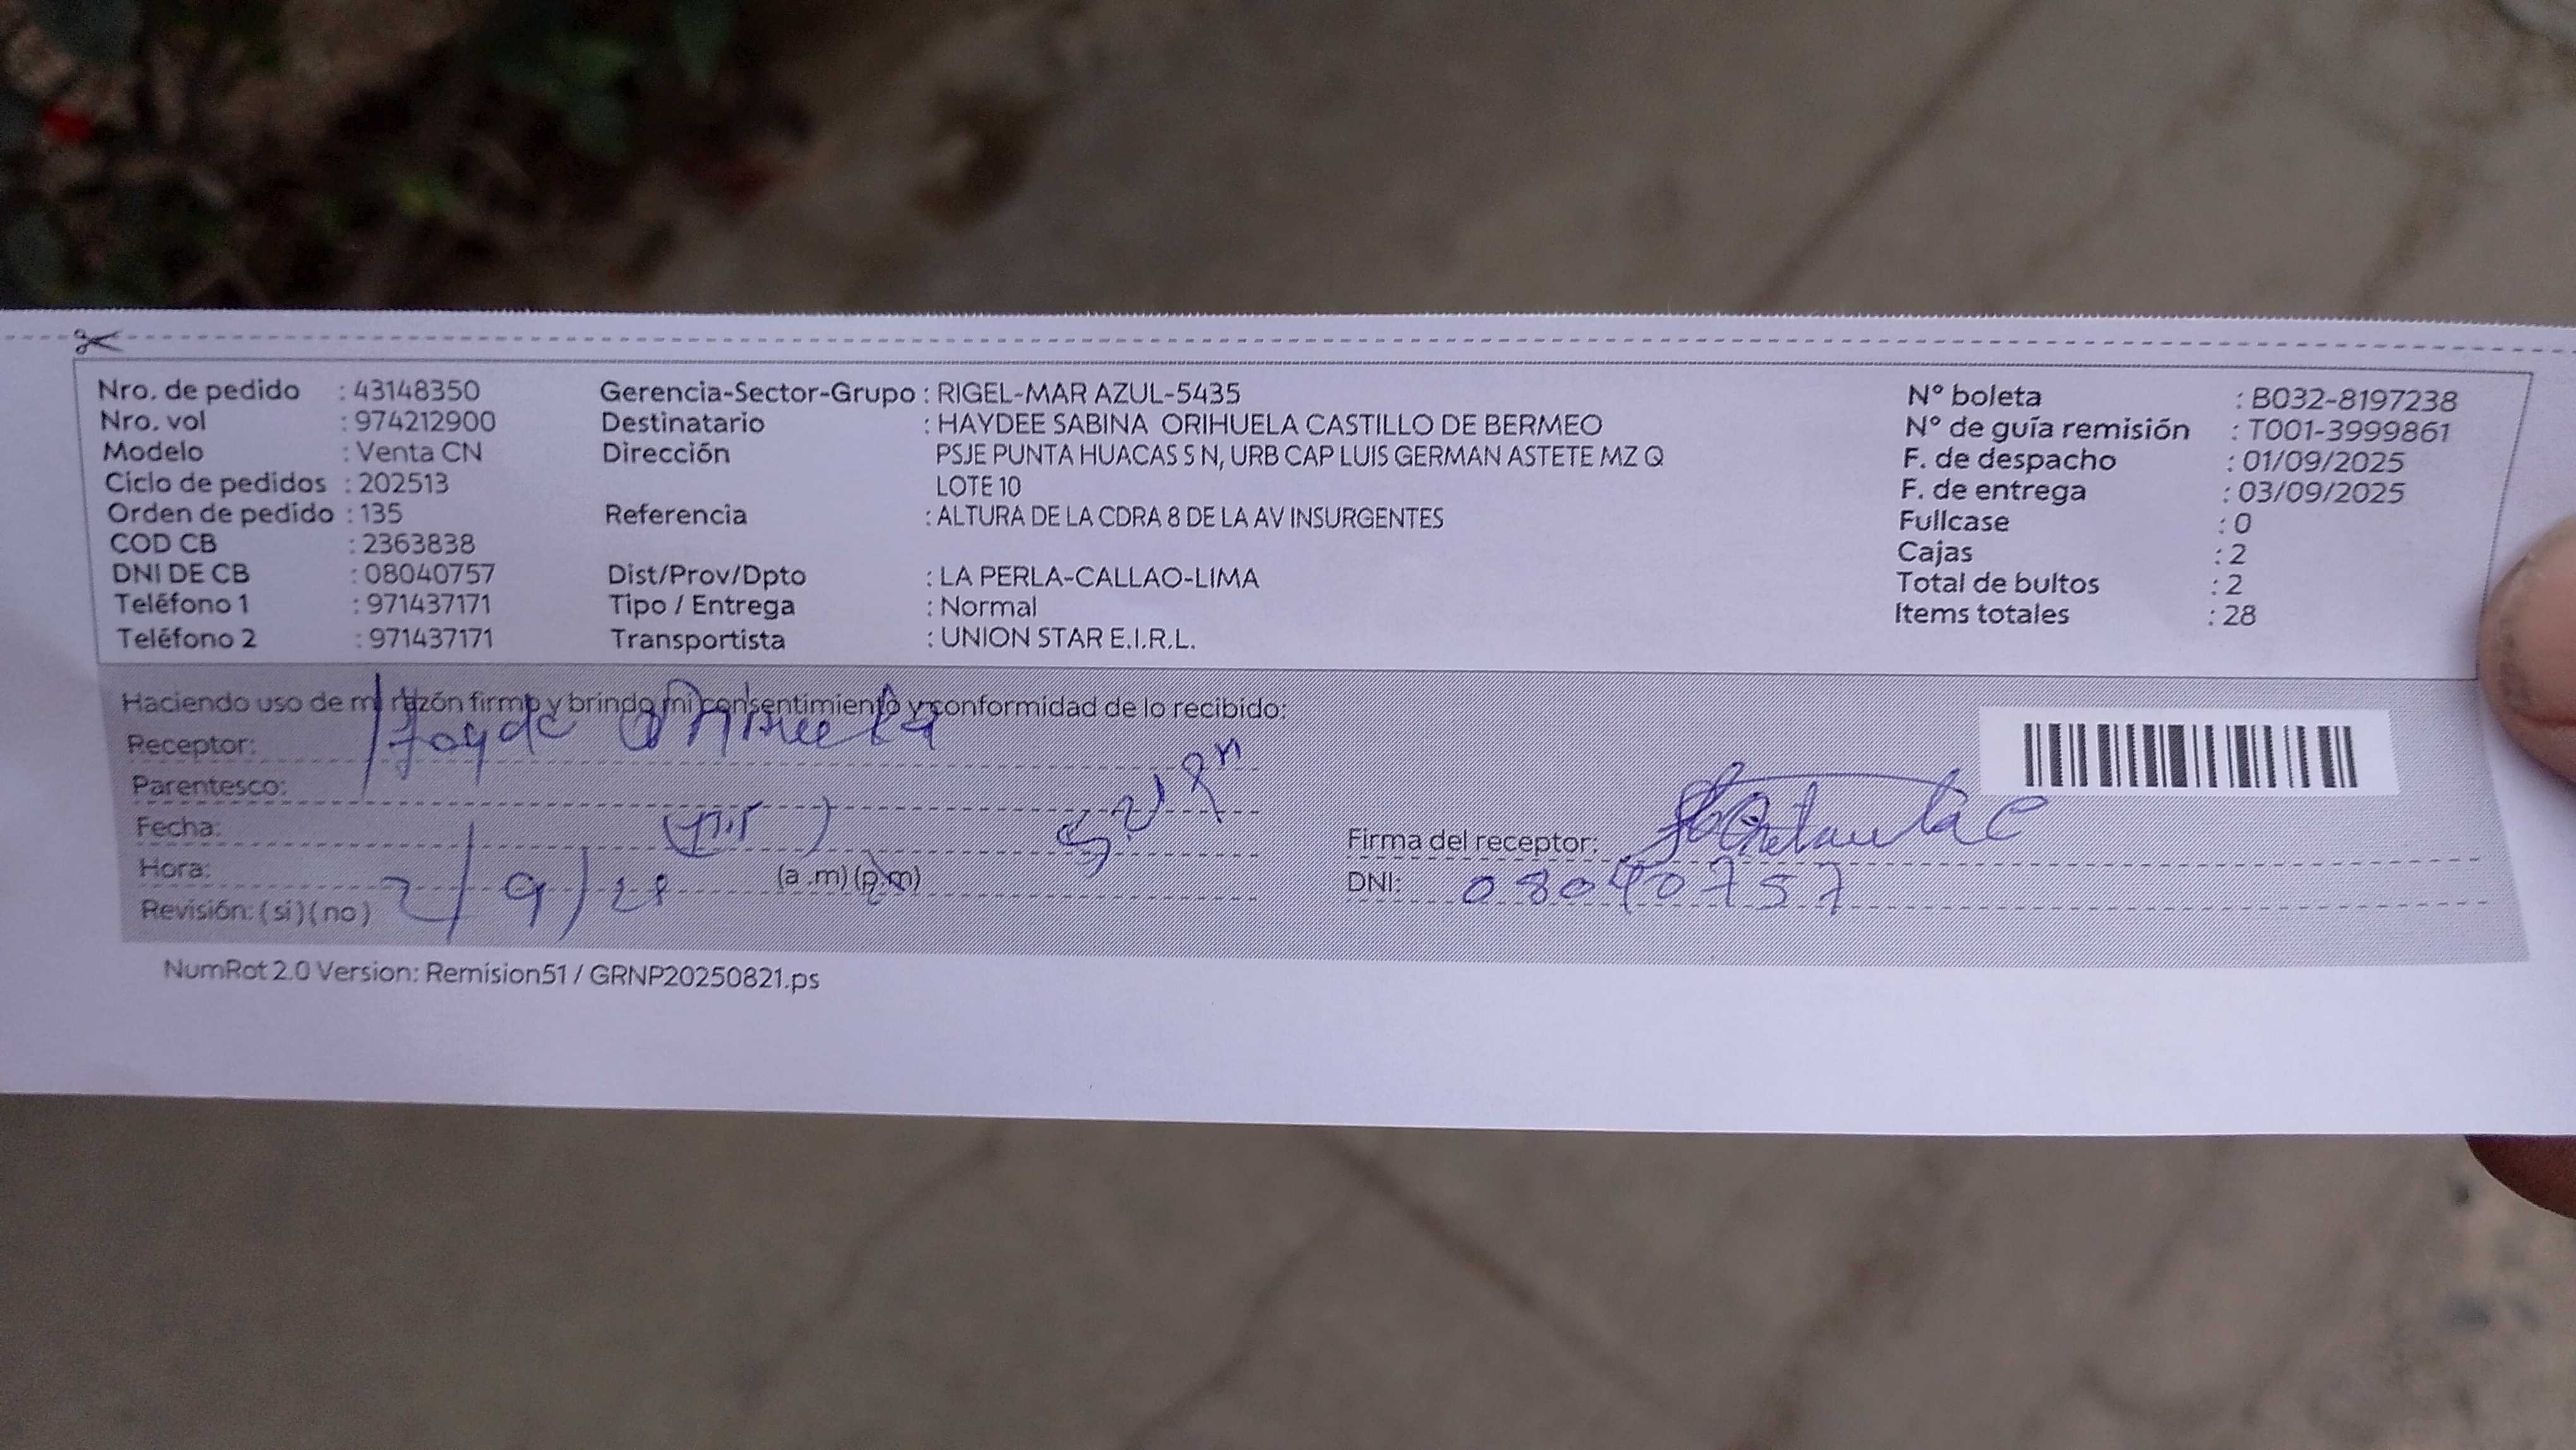 Nro. de pedido : 43148350 Gerencia-Sector-Grupo : RIGEL-MAR AZUL-5435 N° boleta : B032-8197238
Nro. vol : 974212900 Destinatario : HAYDEE SABINA ORIHUELA CASTILLO DE BERMEO N° de guía remisión : T001-3999861
Modelo : Venta CN Dirección PSJE PUNTA HUACAS S N, URB CAP LUIS GERMAN ASTETE MZ Q F. de despacho : 01/09/2025
Ciclo de pedidos : 202513 LOTE 10 F. de entrega : 03/09/2025
Orden de pedido : 135 Referencia : ALTURA DE LA CDRA 8 DE LA AV INSURGENTES Fullcase : 0
COD CB : 2363838 Cajas : 2
DNI DE CB : 08040757 Dist/Prov/Dpto : LA PERLA-CALLAO-LIMA Total de bultos : 2
Teléfono 1 : 971437171 Tipo / Entrega : Normal Items totales : 28
Teléfono 2 : 971437171 Transportista : UNION STAR E.I.R.L.
Haciendo uso de mi razón firmo y brindo mi consentimiento y conformidad de lo recibido:
Receptor:
Parentesco:
Fecha:
Firma del receptor:
Hora: (a .m) (p.m) DNI: 08040757
Revisión: (si) (no) 2/9/
NumRot 2.0 Version: Remision51 / GRNP20250821.ps